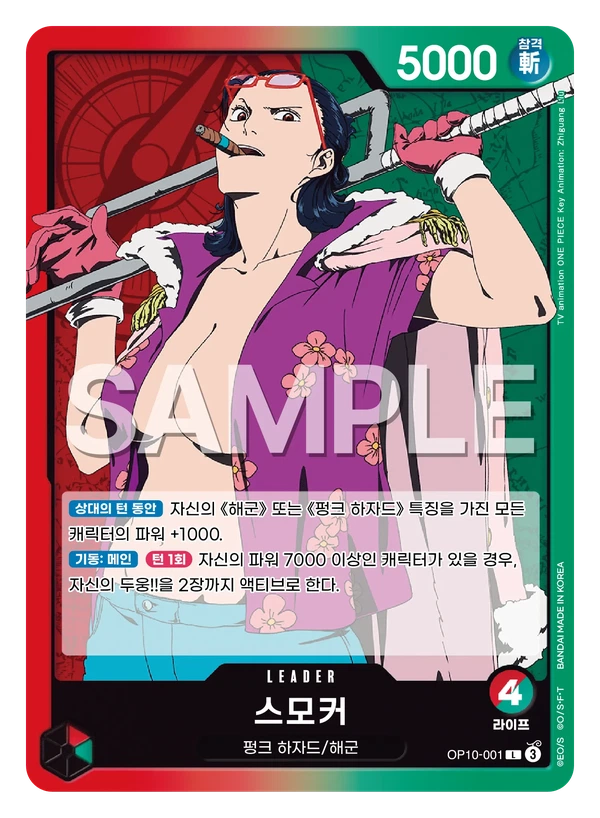 5000
참격
斬
TV animation ONE PIECE Key Animation: Zhiguang Liu
SAMPLE
상대의 턴 동안 자신의 《해군》 또는 《펑크 하자드》 특징을 가진 모든
캐릭터의 파워 +1000.
기동: 메인 턴 1회 자신의 파워 7000 이상인 캐릭터가 있을 경우,
자신의 두웅!!을 2장까지 액티브로 한다.
LEADER
스모커
4
라이프
펑크 하자드/해군
OP10-001 L 3
©EO/S ©O/S·F·T BANDAI MADE IN KOREA